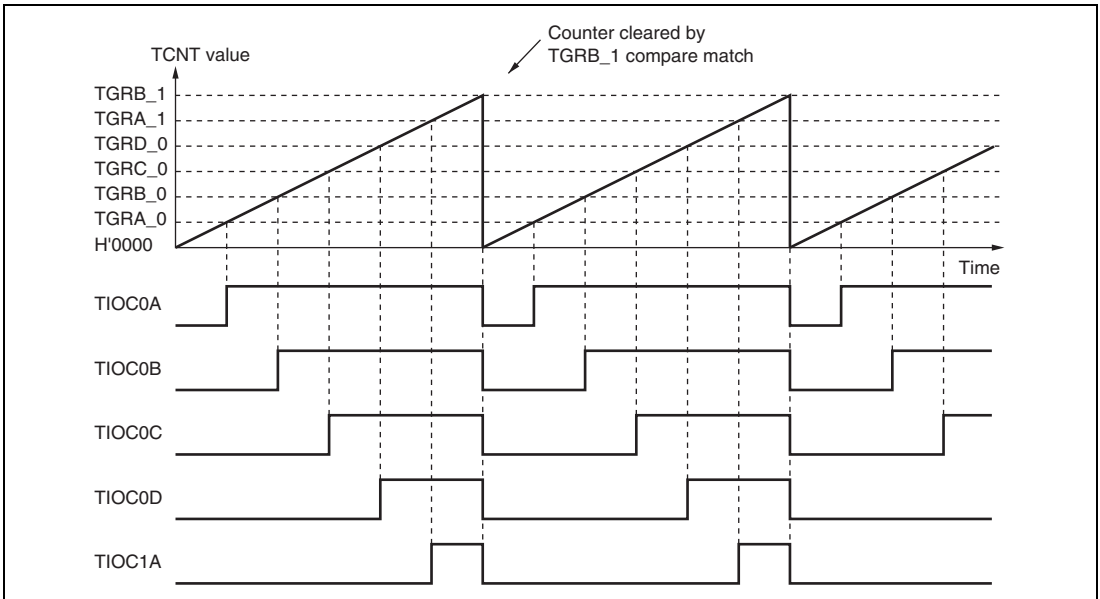 Counter cleared by
TGRB_1 compare match
TCNT value
TGRB_1
TGRA_1
TGRD_0
TGRC_0
TGRB_0
TGRA_0
H'0000
Time
TIOC0A
TIOC0B
TIOC0C
TIOC0D
TIOC1A